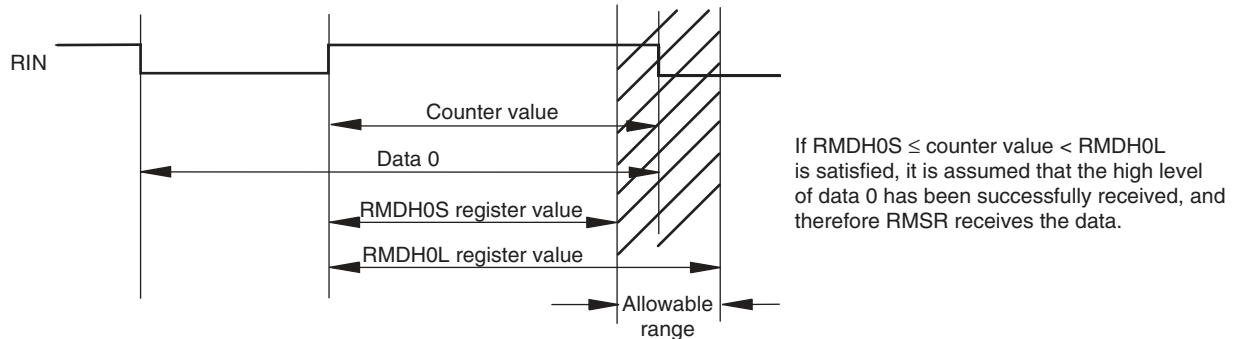 RIN
Counter value
Data 0
RMDH0S register value
RMDH0L register value
Allowable
range
If RMDH0S ≤ counter value < RMDH0L
is satisfied, it is assumed that the high level
of data 0 has been successfully received, and
therefore RMSR receives the data.